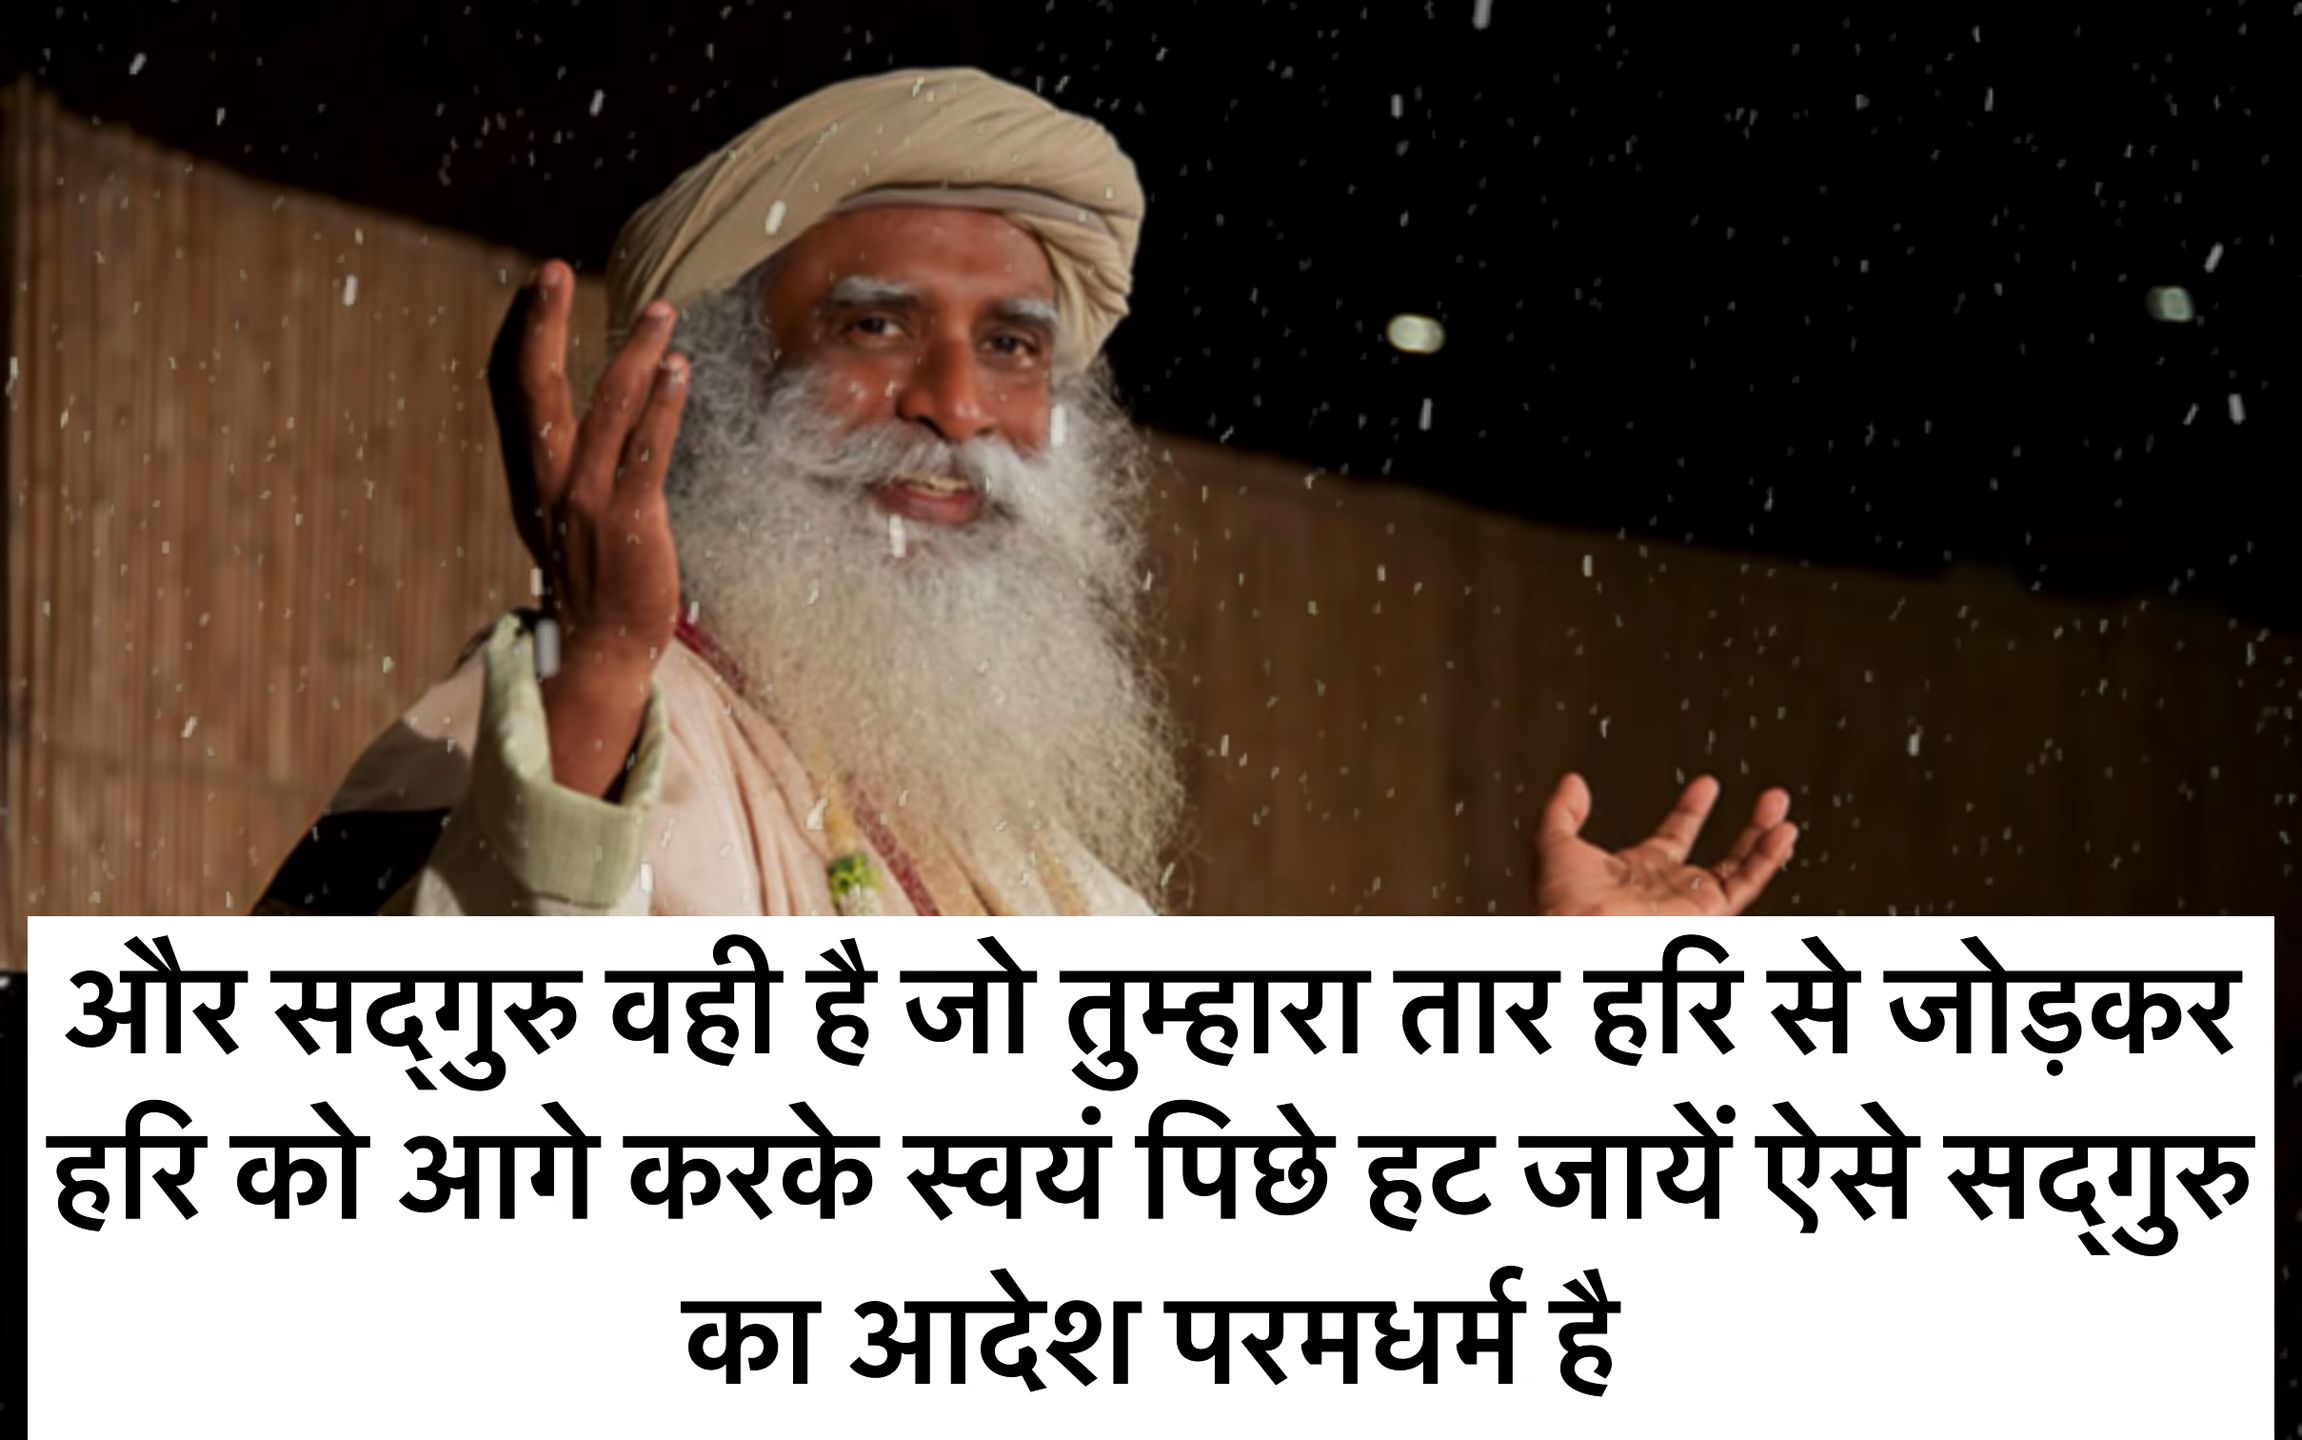 और सद्गुरु वही है जो तुम्हारा तार हरि से जोड़कर
हरि को आगे करके स्वयं पिछे हट जायें ऐसे सद्गुरु
का आदेश परमधर्म है